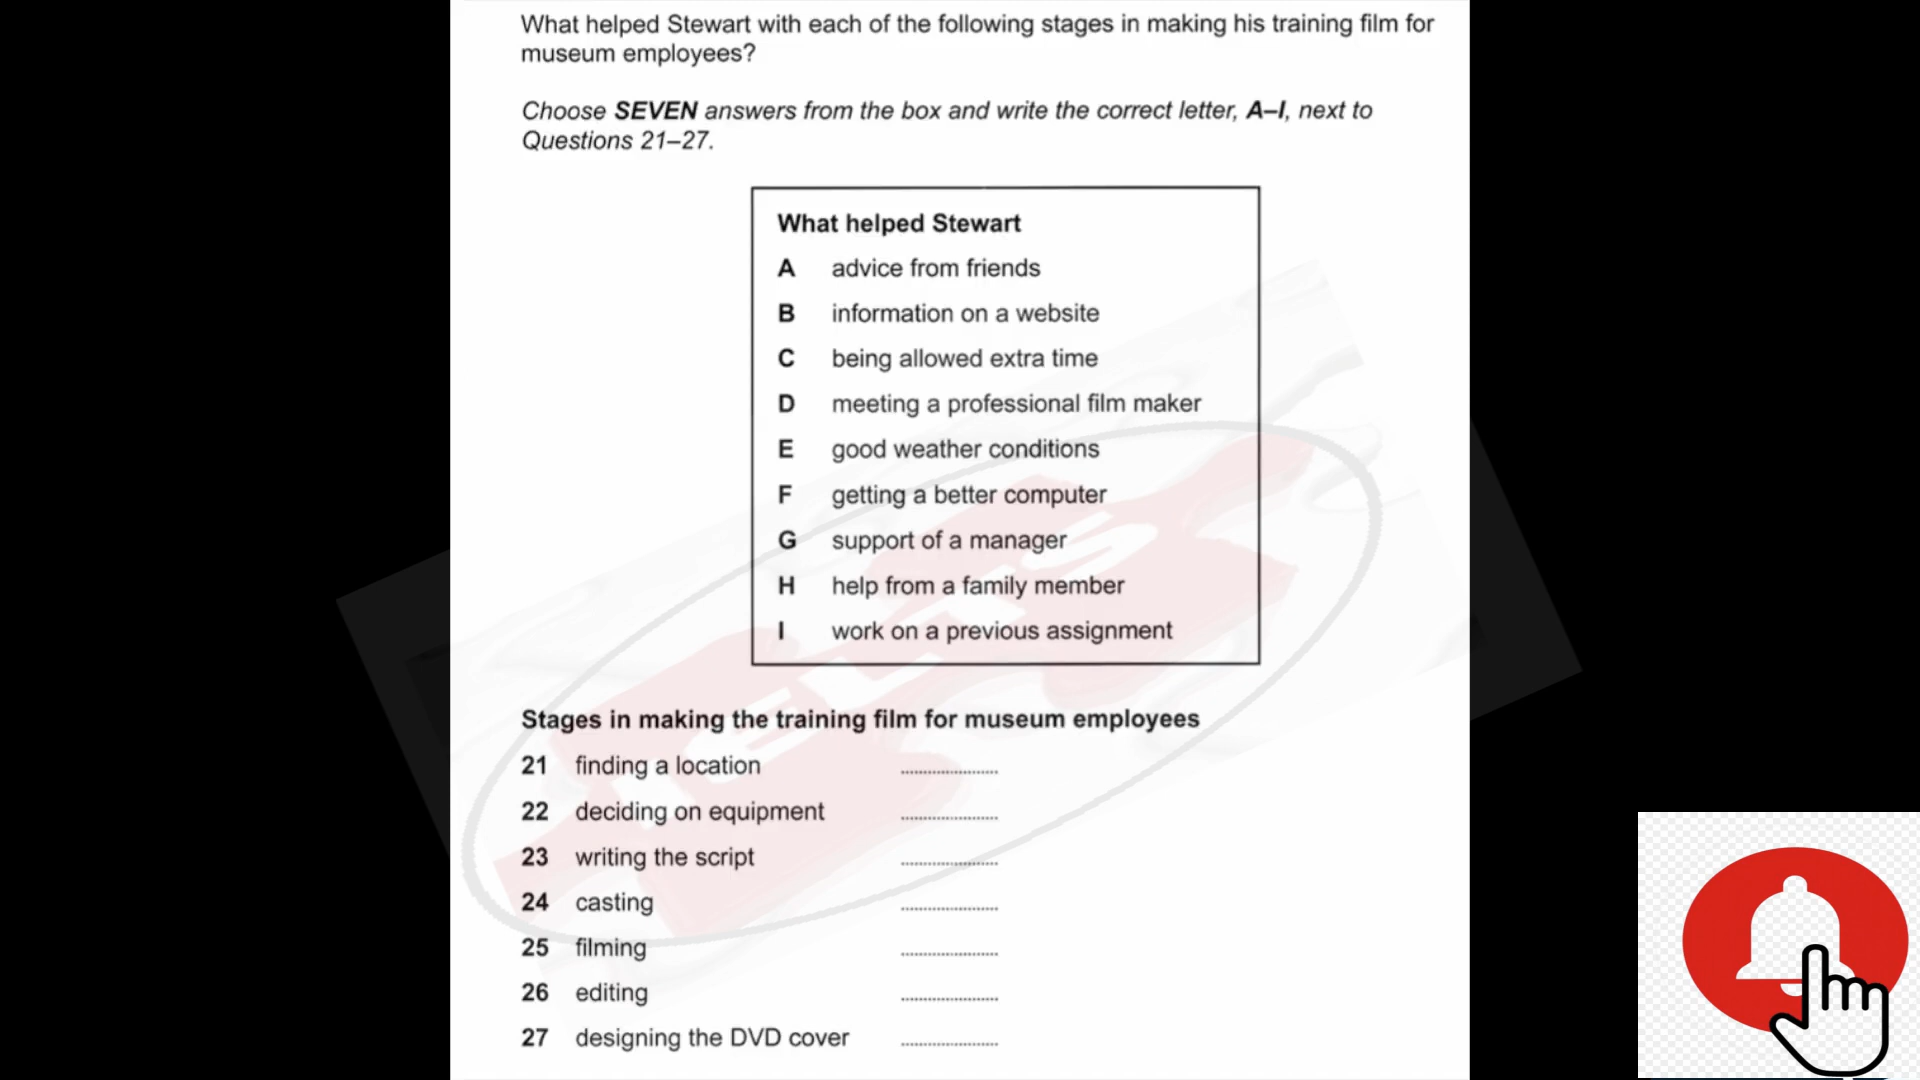 What helped Stewart with each of the following stages in making his training film for
museum employees?
Choose SEVEN answers from the box and write the correct letter, A–I, next to
Questions 21–27.
What helped Stewart
A advice from friends
B information on a website
C being allowed extra time
D meeting a professional film maker
E good weather conditions
F getting a better computer
G support of a manager
H help from a family member
I work on a previous assignment
Stages in making the training film for museum employees
21 finding a location ......................
22 deciding on equipment ......................
23 writing the script ......................
24 casting ......................
25 filming ......................
26 editing ......................
27 designing the DVD cover ......................
IELTS